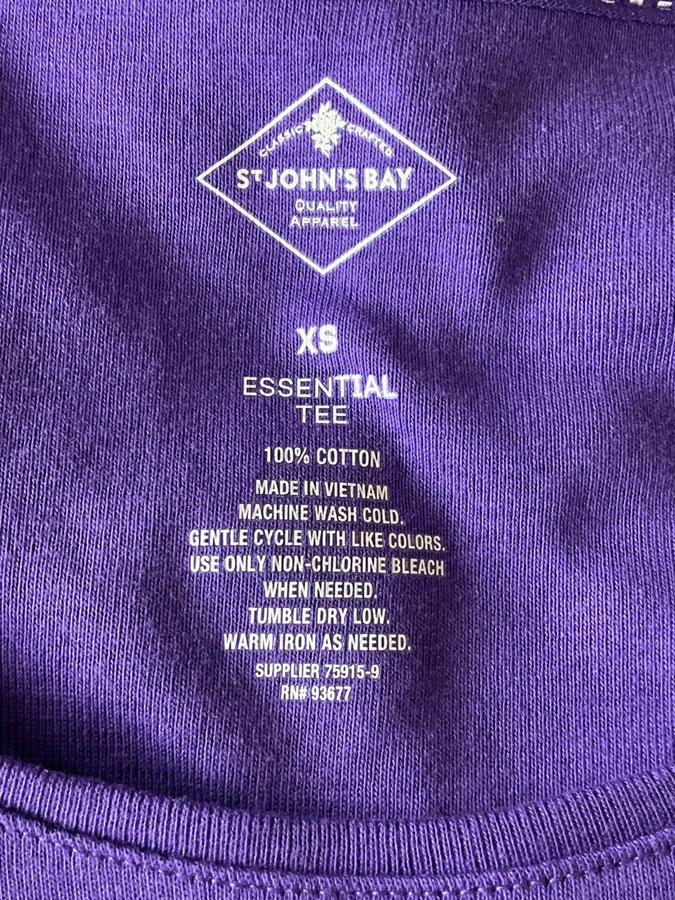 CLASSIC CRAFTED
ST JOHN'S BAY
QUALITY
APPAREL
XS
ESSENTIAL
TEE
100% COTTON
MADE IN VIETNAM
MACHINE WASH COLD.
GENTLE CYCLE WITH LIKE COLORS.
USE ONLY NON-CHLORINE BLEACH
WHEN NEEDED.
TUMBLE DRY LOW.
WARM IRON AS NEEDED.
SUPPLIER 75915-9
RN# 93677